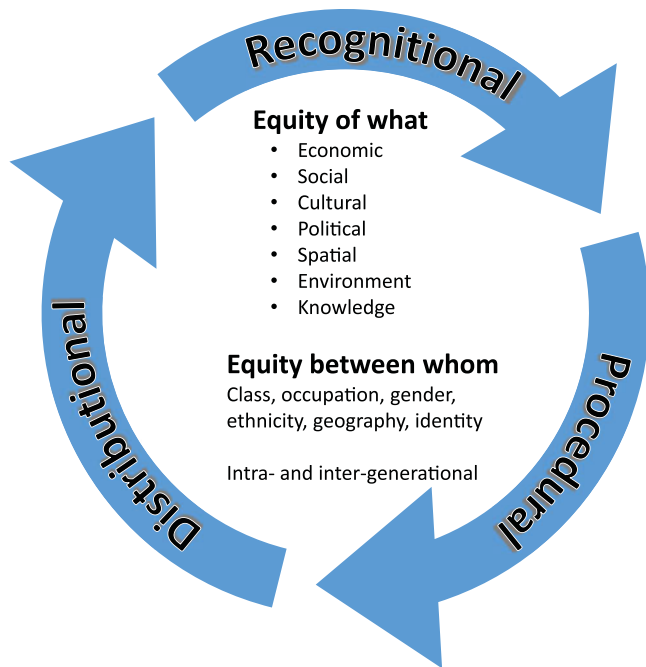 Recognitional
Equity of what
• Economic
• Social
• Cultural
• Political
• Spatial
• Environment
• Knowledge
Equity between whom
Class, occupation, gender,
ethnicity, geography, identity
Intra- and inter-generational
Procedural
Distributional